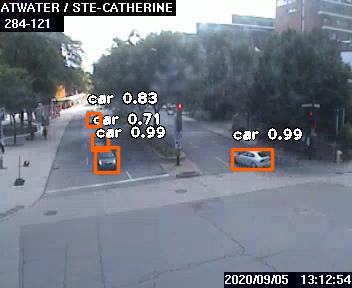 ATWATER / STE-CATHERINE
284-121
car 0.83
car 0.71
car 0.99
car 0.99
2020/09/05 13:12:54